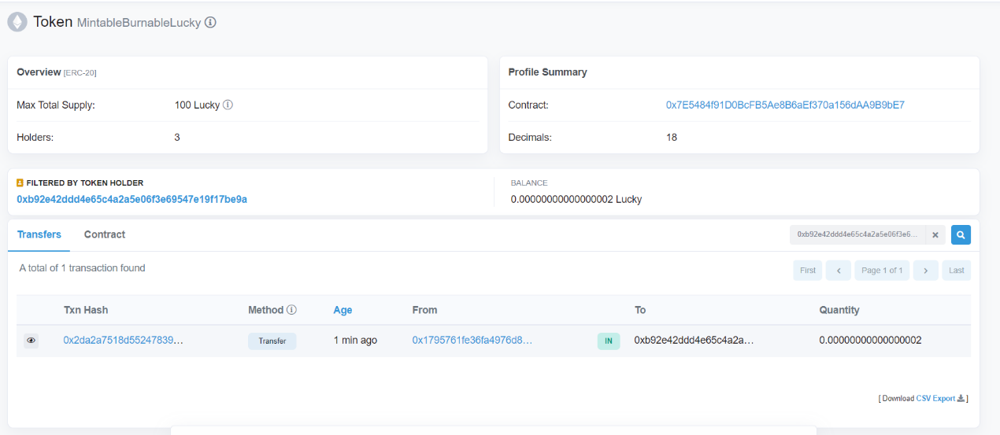 Token MintableBurnableLucky
Overview [ERC-20]
Max Total Supply: 100 Lucky
Holders: 3
Profile Summary
Contract: 0x7E5484f91D0BcFB5Ae8B6aEf370a156dAA9B9bE7
Decimals: 18
FILTERED BY TOKEN HOLDER
0xb92e42ddd4e65c4a2a5e06f3e69547e19f17be9a
BALANCE
0.00000000000000002 Lucky
Transfers Contract
0xb92e42ddd4e65c4a2a5e06f3e6...
A total of 1 transaction found
First Page 1 of 1 Last
Txn Hash Method Age From To Quantity
0x2da2a7518d55247839... Transfer 1 min ago 0x1795761fe36fa4976d8... IN 0xb92e42ddd4e65c4a2a... 0.00000000000000002
[ Download CSV Export ]